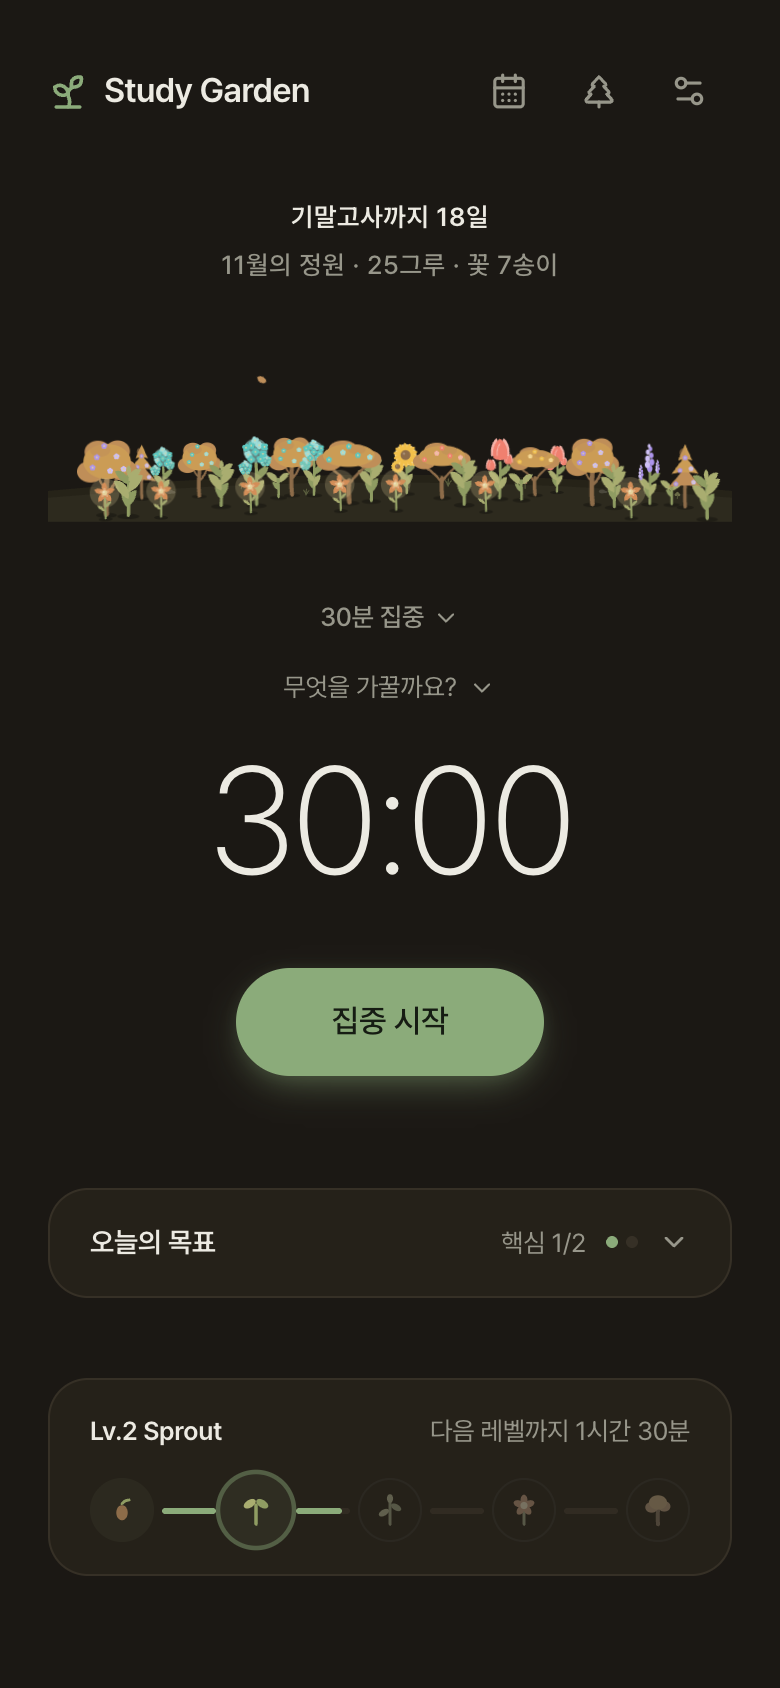 Study Garden
기말고사까지 18일
11월의 정원 · 25그루 · 꽃 7송이
30분 집중
무엇을 가꿀까요?
30:00
집중 시작
오늘의 목표 핵심 1/2
Lv.2 Sprout 다음 레벨까지 1시간 30분